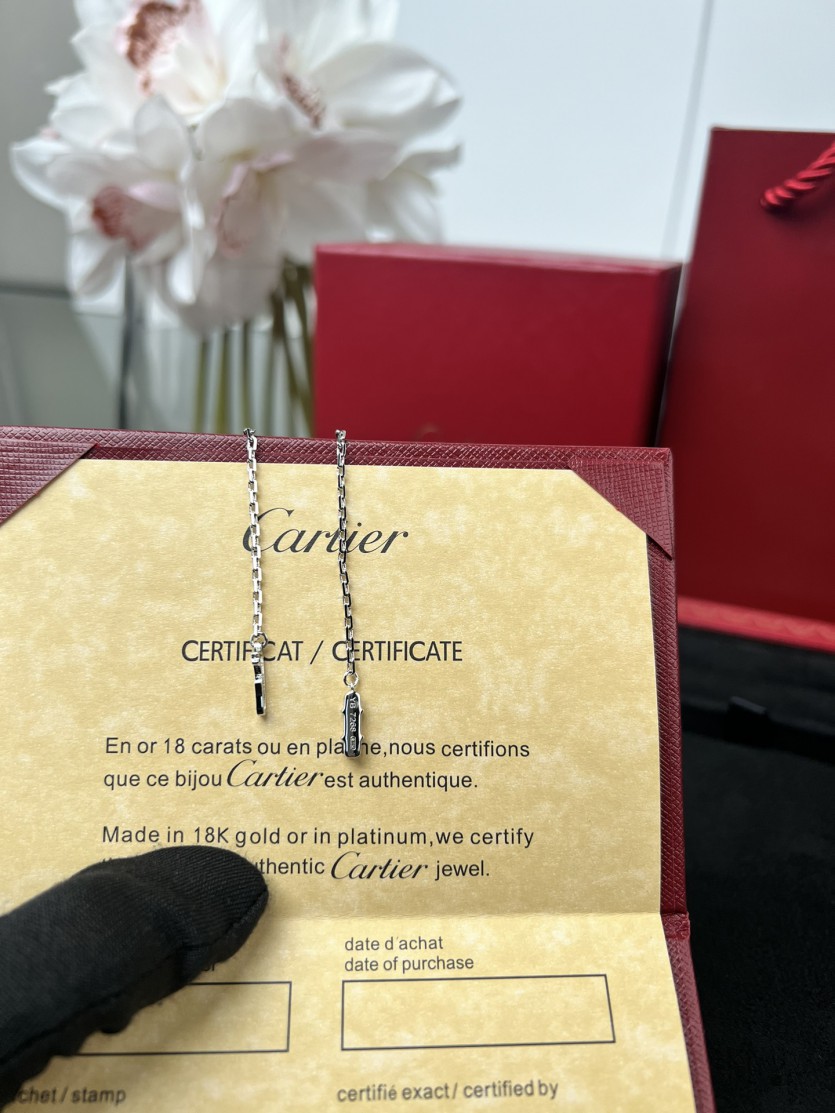 Cartier
CERTIFICAT / CERTIFICATE
En or 18 carats ou en platine,nous certifions
que ce bijou Cartier est authentique.
Made in 18K gold or in platinum,we certify
authentic Cartier jewel.
date d'achat
date of purchase
cachet / stamp
certifié exact / certified by